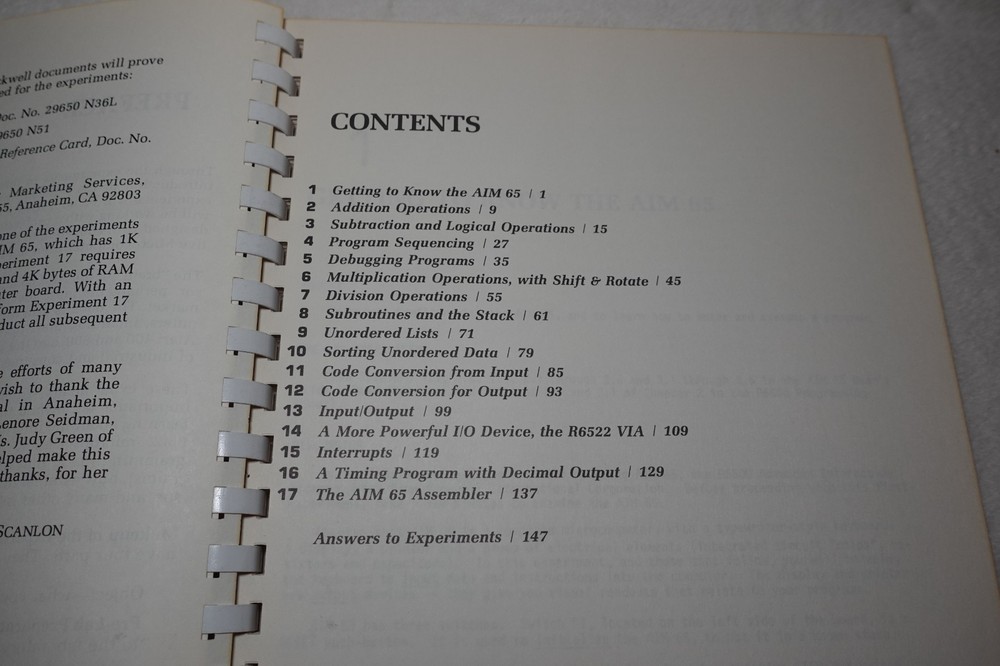 ckwell documents will prove
ed for the experiments:
Doc. No. 29650 N36L
9650 N51
Reference Card, Doc. No.
Marketing Services,
65, Anaheim, CA 92803
one of the experiments
IM 65, which has 1K
periment 17 requires
and 4K bytes of RAM
ter board. With an
form Experiment 17
duct all subsequent
e efforts of many
wish to thank the
al in Anaheim,
Lenore Seidman,
s. Judy Green of
elped make this
thanks, for her
SCANLON
CONTENTS
1 Getting to Know the AIM 65 | 1
2 Addition Operations | 9
3 Subtraction and Logical Operations | 15
4 Program Sequencing | 27
5 Debugging Programs | 35
6 Multiplication Operations, with Shift & Rotate | 45
7 Division Operations | 55
8 Subroutines and the Stack | 61
9 Unordered Lists | 71
10 Sorting Unordered Data | 79
11 Code Conversion from Input | 85
12 Code Conversion for Output | 93
13 Input/Output | 99
14 A More Powerful I/O Device, the R6522 VIA | 109
15 Interrupts | 119
16 A Timing Program with Decimal Output | 129
17 The AIM 65 Assembler | 137
Answers to Experiments | 147